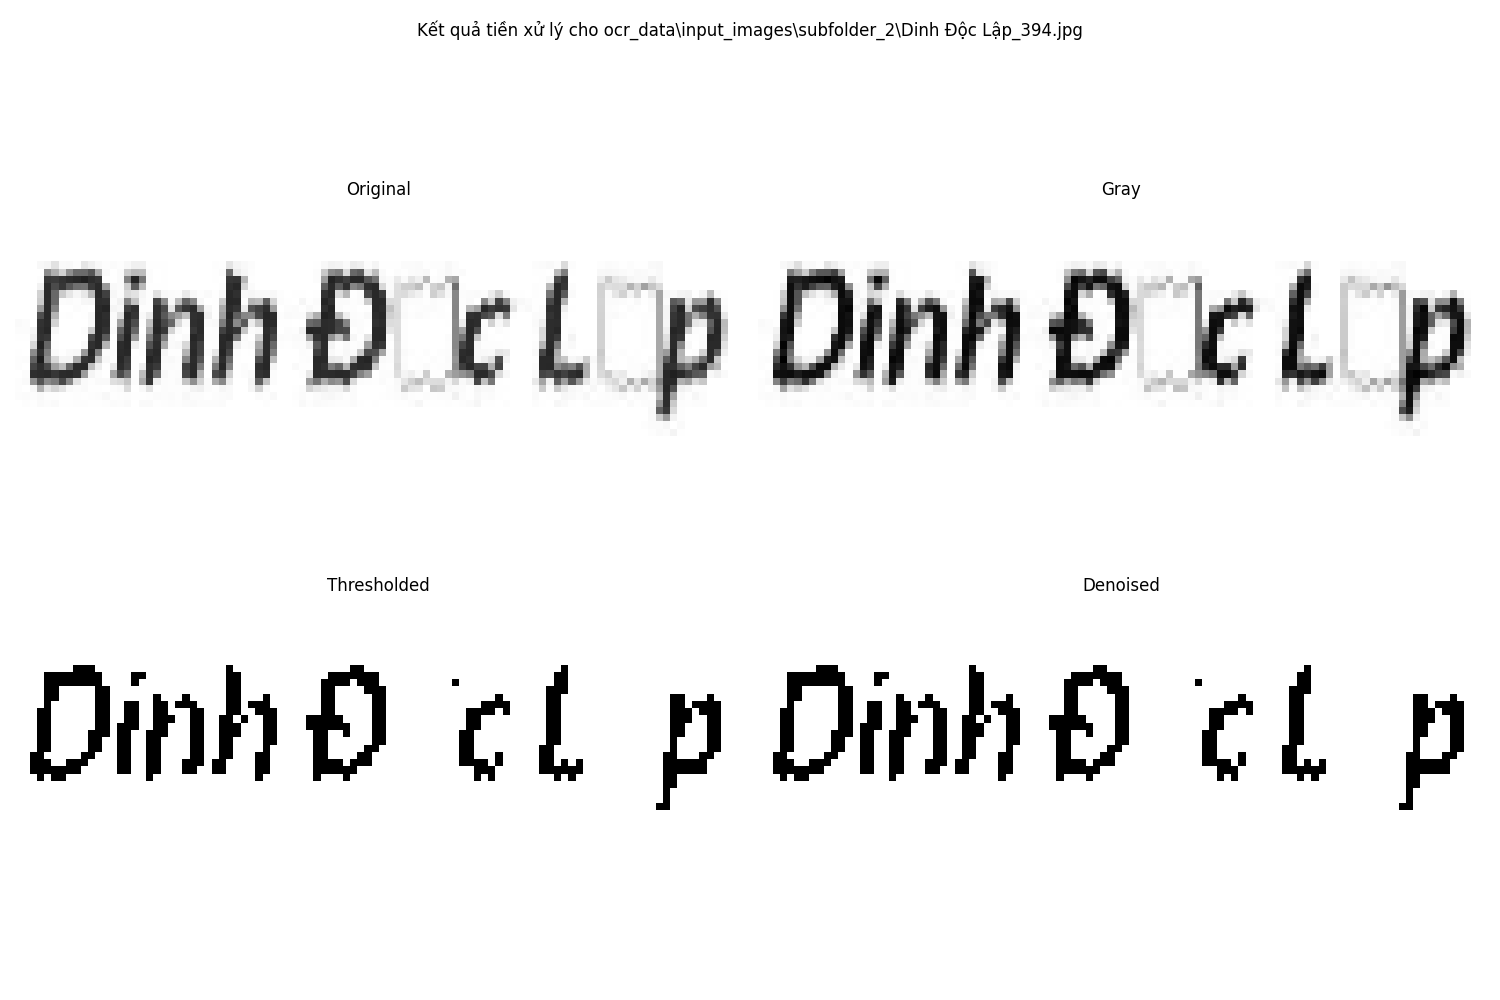 Kết quả tiền xử lý cho ocr_data\input_images\subfolder_2\Dinh Độc Lập_394.jpg
Original
Gray
Dinh Đ□c L□p
Dinh Đ□c L□p
Thresholded
Denoised
Dinh Đ c L p
Dinh Đ c L p